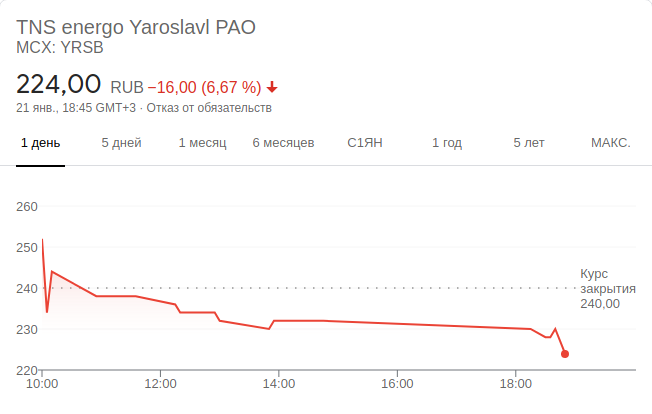 TNS energo Yaroslavl PAO
MCX: YRSB
224,00 RUB −16,00 (6,67 %)
21 янв., 18:45 GMT+3 · Отказ от обязательств
1 день 5 дней 1 месяц 6 месяцев С1ЯН 1 год 5 лет МАКС.
260
250
240
230
220
Курс
закрытия
240,00
10:00 12:00 14:00 16:00 18:00